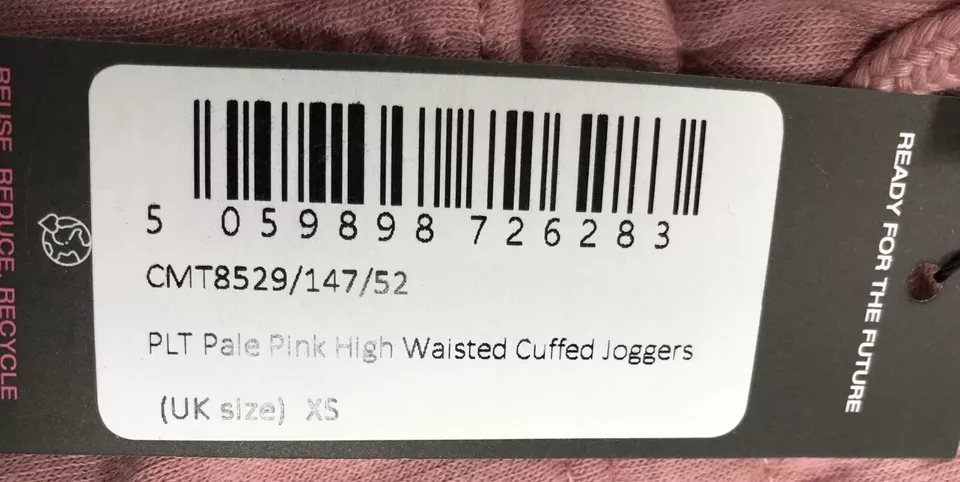 5 059898 726283
CMT8529/147/52
PLT Pale Pink High Waisted Cuffed Joggers
(UK size) XS
REUSE, REDUCE, RECYCLE
READY FOR THE FUTURE